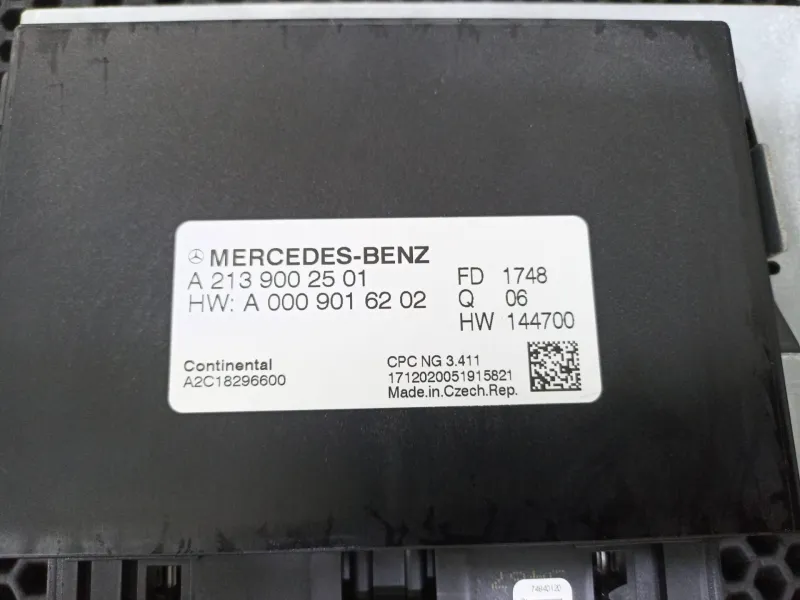 MERCEDES-BENZ
A 213 900 25 01
HW: A 000 901 62 02
FD 1748
Q 06
HW 144700
Continental
A2C18296600
CPC NG 3.411
1712020051915821
Made.in.Czech.Rep.